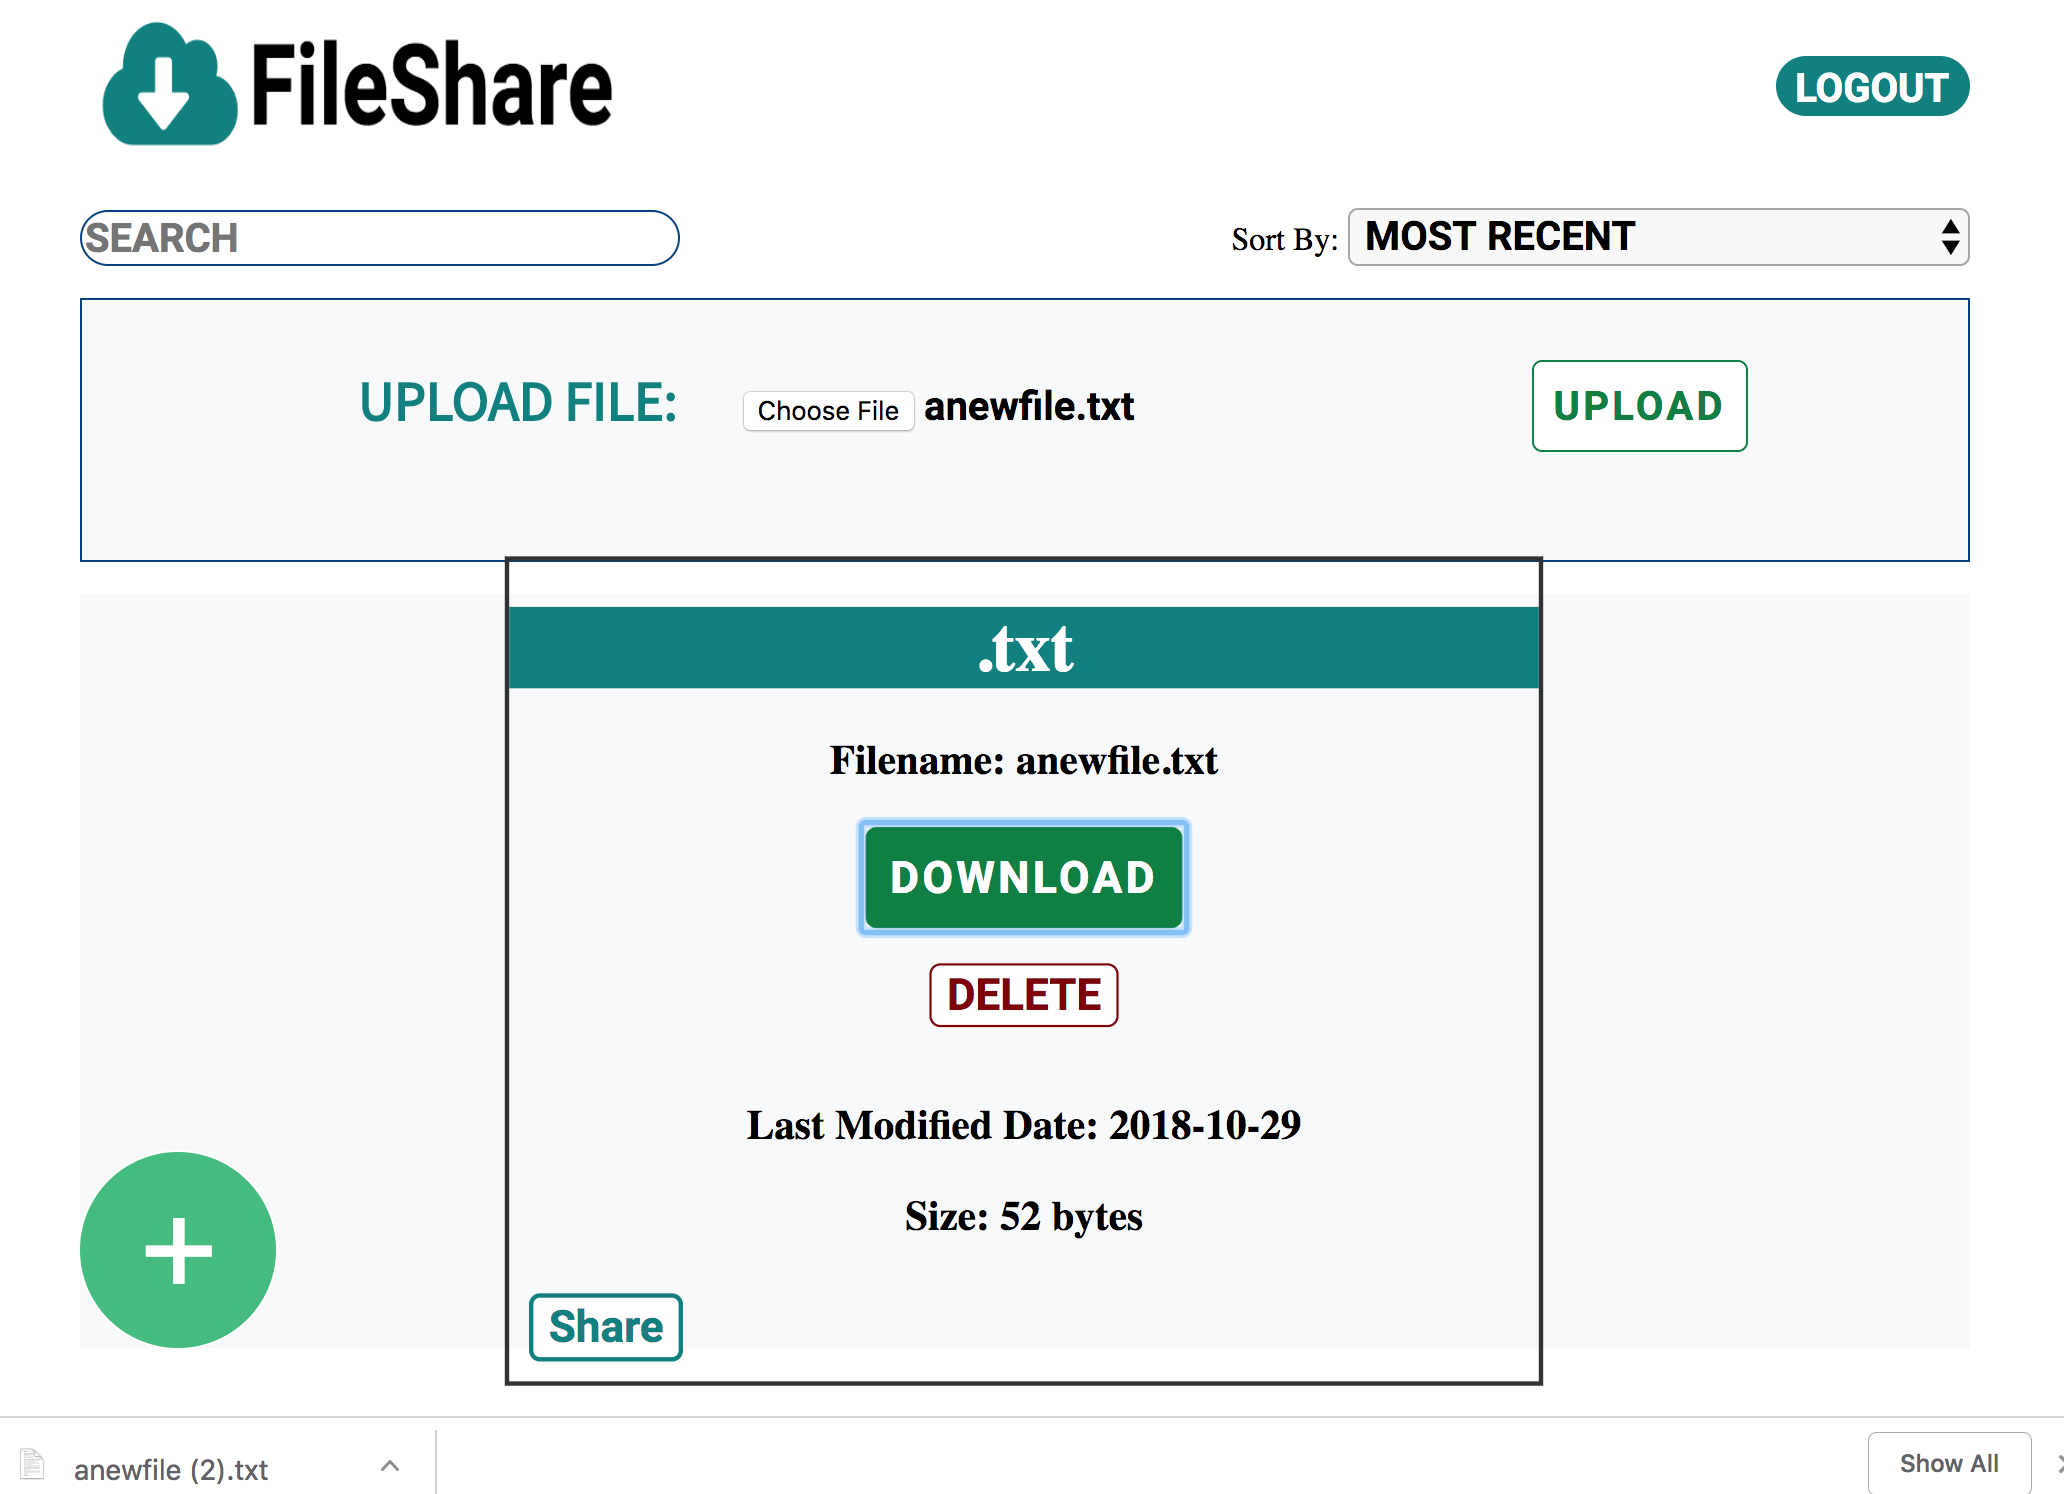 FileShare
LOGOUT
SEARCH
Sort By: MOST RECENT
UPLOAD FILE: Choose File anewfile.txt UPLOAD
.txt
Filename: anewfile.txt
DOWNLOAD
DELETE
Last Modified Date: 2018-10-29
Size: 52 bytes
+
Share
anewfile (2).txt
Show All